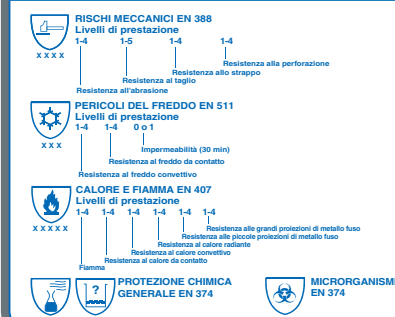 RISCHI MECCANICI EN 388
Livelli di prestazione
1-4 1-5 1-4 1-4
X X X X
Resistenza alla perforazione
Resistenza allo strappo
Resistenza al taglio
Resistenza all'abrasione
PERICOLI DEL FREDDO EN 511
Livelli di prestazione
1-4 1-4 0 o 1
X X X
Impermeabilità (30 min)
Resistenza al freddo da contatto
Resistenza al freddo convettivo
CALORE E FIAMMA EN 407
Livelli di prestazione
1-4 1-4 1-4 1-4 1-4 1-4
X X X X X
Resistenza alle grandi proiezioni di metallo fuso
Resistenza alle piccole proiezioni di metallo fuso
Resistenza al calore radiante
Resistenza al calore convettivo
Resistenza al calore da contatto
Fiamma
?
PROTEZIONE CHIMICA
GENERALE EN 374
MICRORGANISMI
EN 374